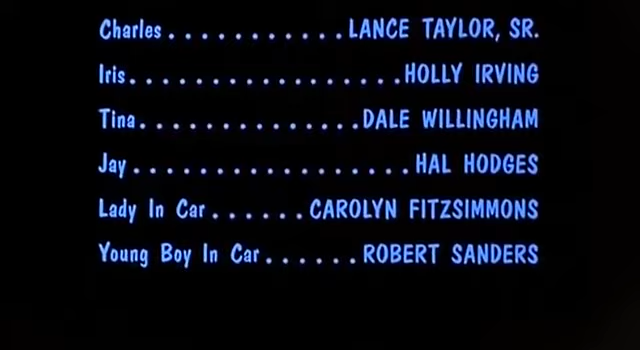 Charles...........LANCE TAYLOR, SR.
Iris.................HOLLY IRVING
Tina..............DALE WILLINGHAM
Jay.................HAL HODGES
Lady In Car......CAROLYN FITZSIMMONS
Young Boy In Car......ROBERT SANDERS